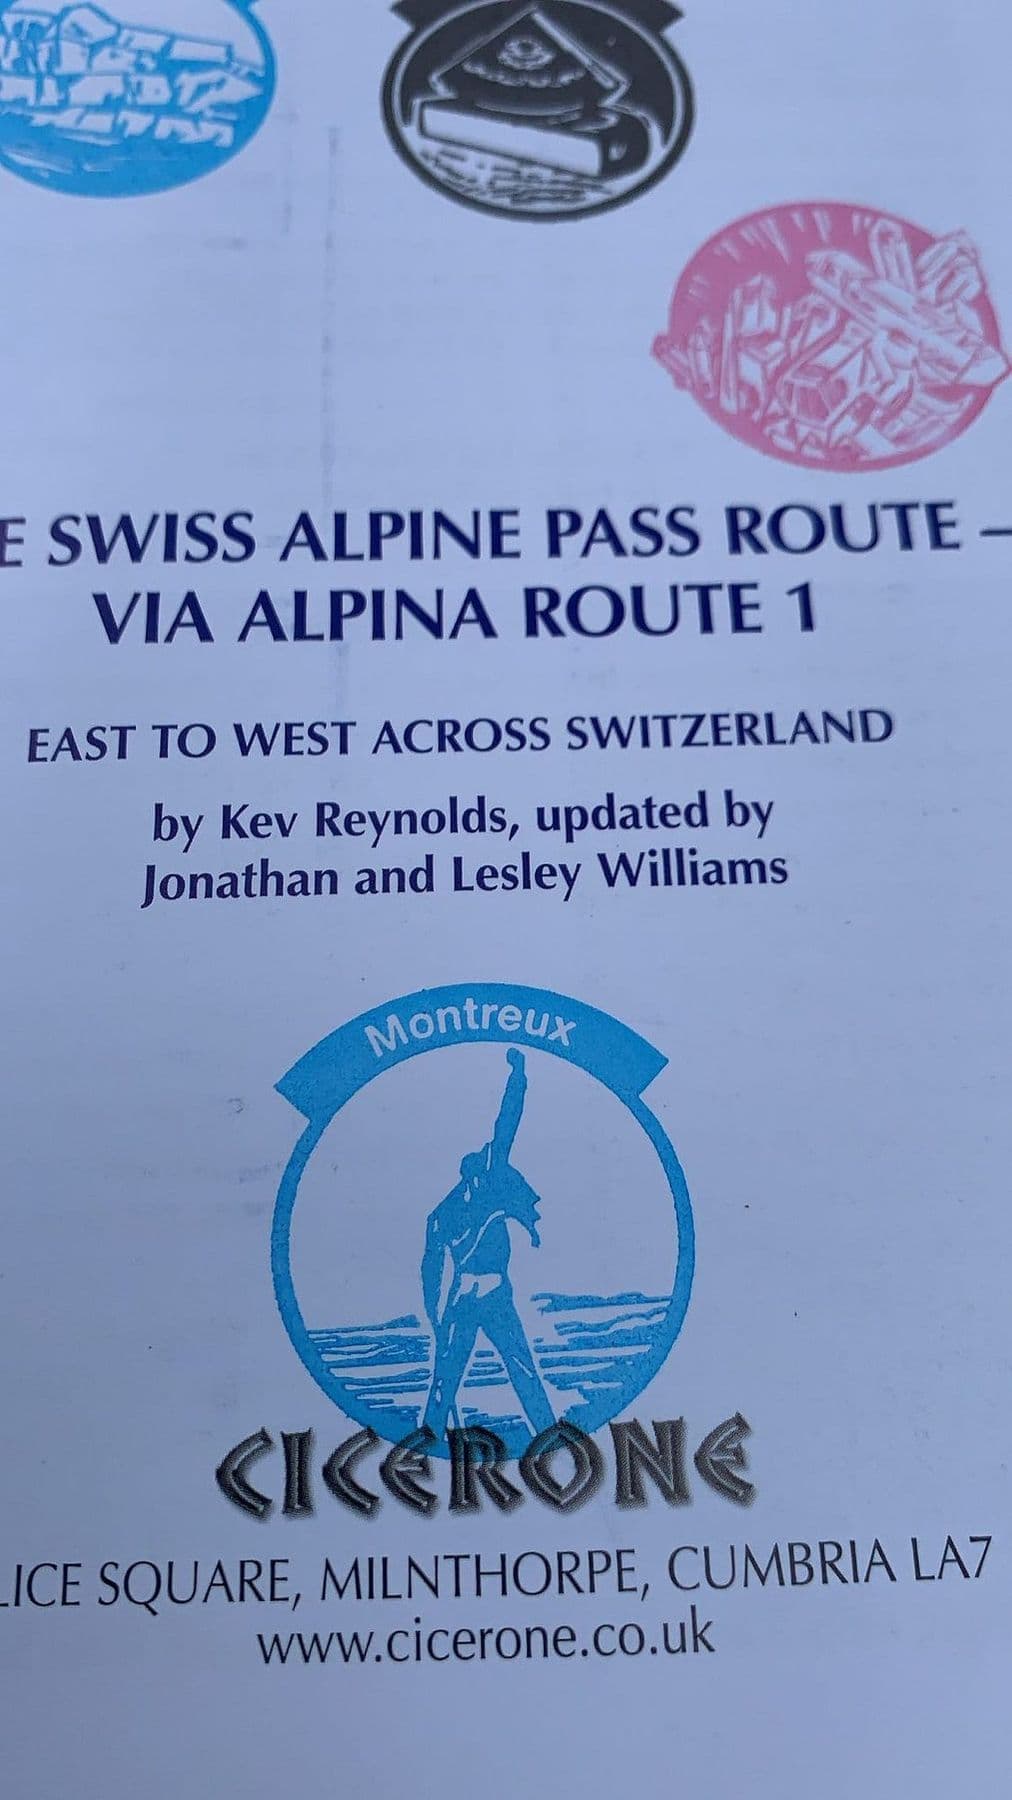 E SWISS ALPINE PASS ROUTE –
VIA ALPINA ROUTE 1
EAST TO WEST ACROSS SWITZERLAND
by Kev Reynolds, updated by
Jonathan and Lesley Williams
Montreux
CICERONE
LICE SQUARE, MILNTHORPE, CUMBRIA LA7
www.cicerone.co.uk